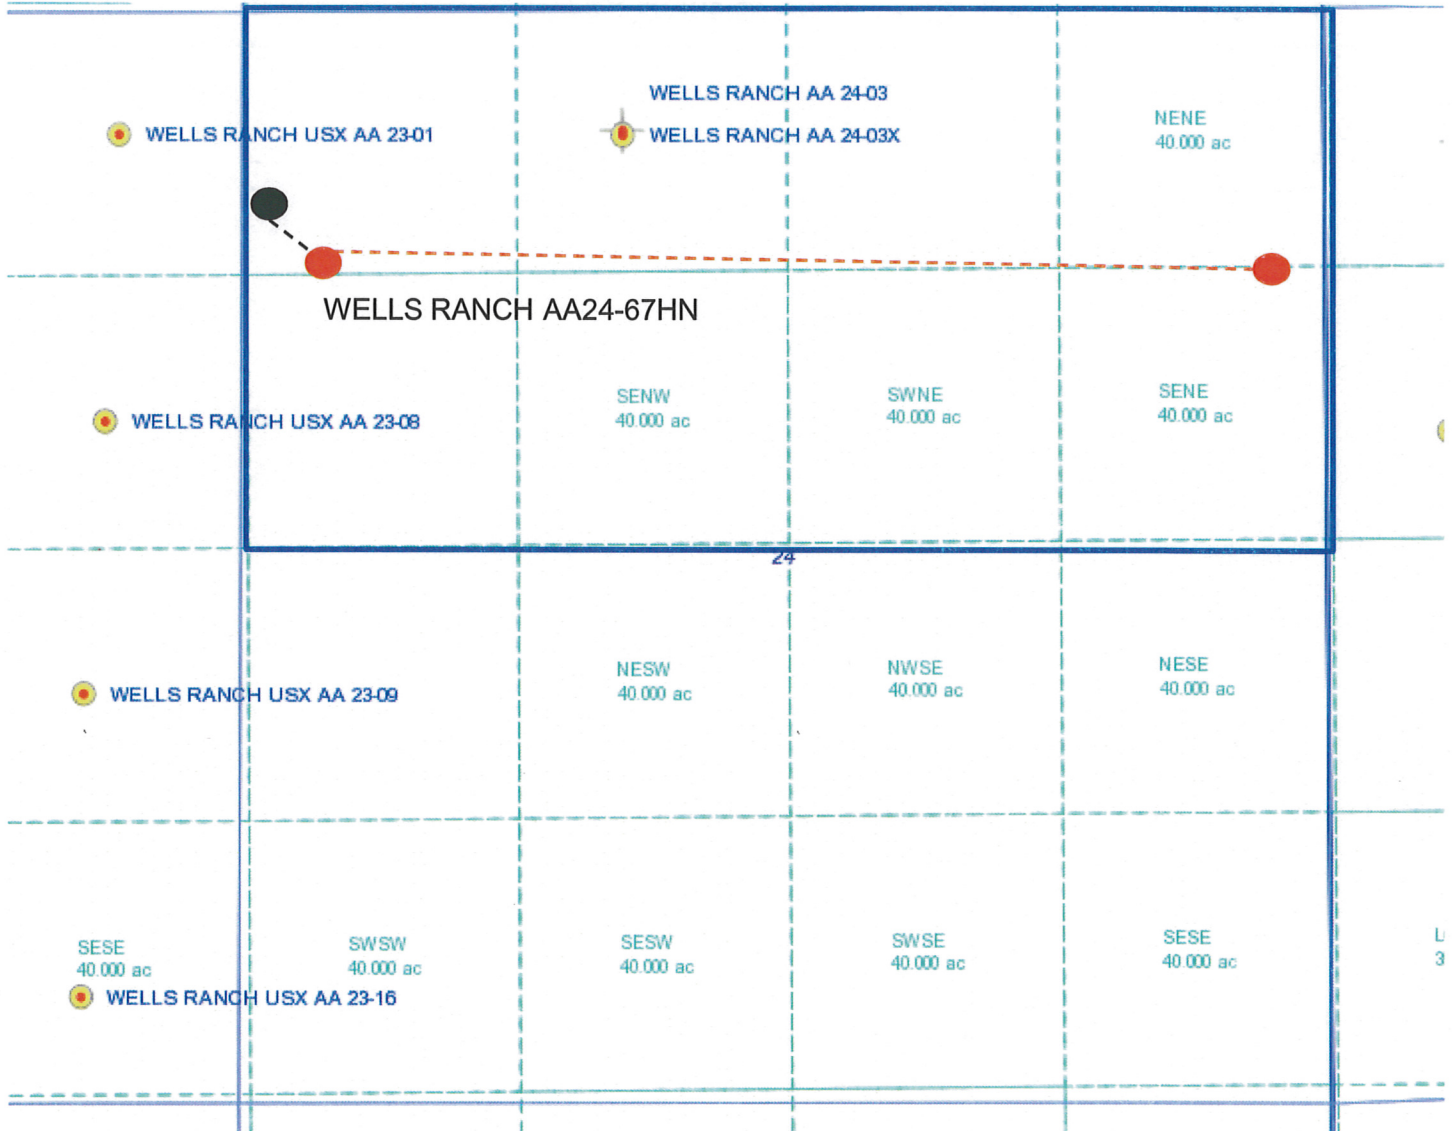 WELLS RANCH AA 24-03
WELLS RANCH USX AA 23-01
WELLS RANCH AA 24-03X
NENE
40.000 ac
WELLS RANCH AA24-67HN
WELLS RANCH USX AA 23-08
SENW
40.000 ac
SWNE
40.000 ac
SENE
40.000 ac
24
WELLS RANCH USX AA 23-09
NESW
40.000 ac
NWSE
40.000 ac
NESE
40.000 ac
SESE
40.000 ac
WELLS RANCH USX AA 23-16
SWSW
40.000 ac
SESW
40.000 ac
SWSE
40.000 ac
SESE
40.000 ac
L
3